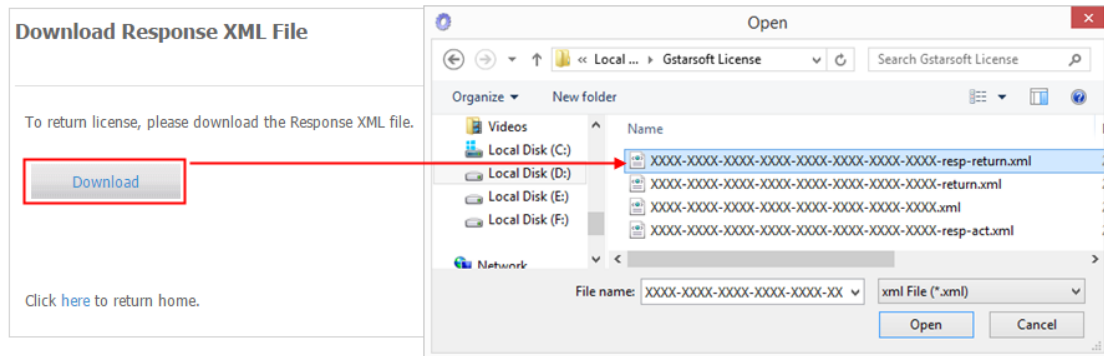 Download Response XML File
To return license, please download the Response XML file.
Download
Click here to return home.
Open
« Local ... Gstarsoft License
Search Gstarsoft License
Organize
New folder
Videos
Local Disk (C:)
Local Disk (D:)
Local Disk (E:)
Local Disk (F:)
Network
Name
XXXX-XXXX-XXXX-XXXX-XXXX-XXXX-XXXX-XXXX-resp-return.xml
XXXX-XXXX-XXXX-XXXX-XXXX-XXXX-XXXX-XXXX-return.xml
XXXX-XXXX-XXXX-XXXX-XXXX-XXXX-XXXX-XXXX.xml
XXXX-XXXX-XXXX-XXXX-XXXX-XXXX-XXXX-XXXX-resp-act.xml
File name: XXXX-XXXX-XXXX-XXXX-XXXX-XX
xml File (*.xml)
Open
Cancel